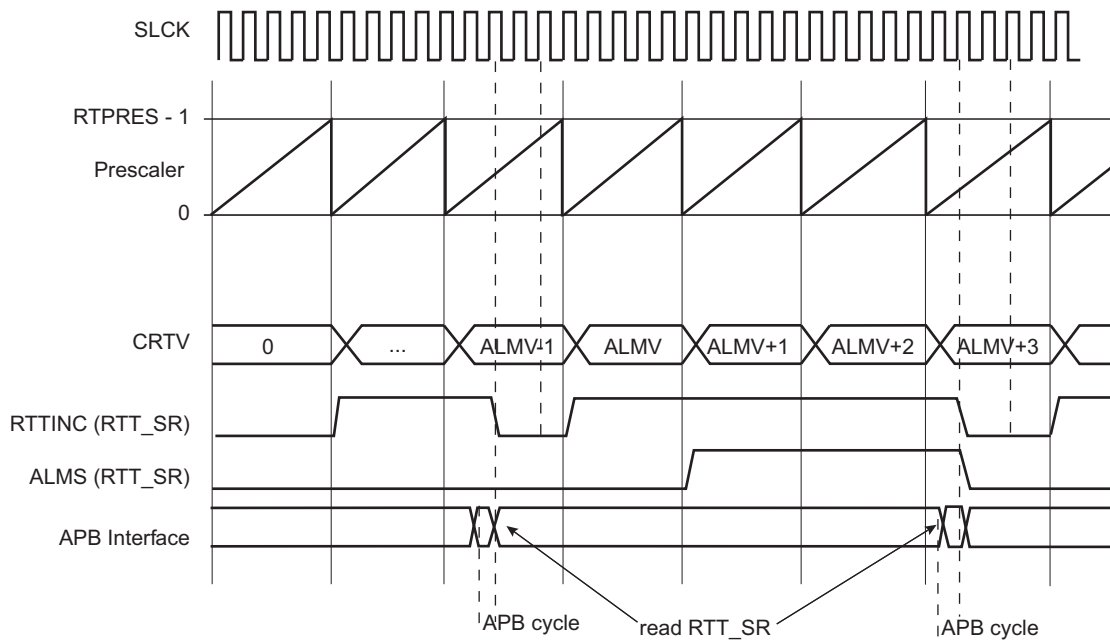 SLCK
RTPRES - 1
Prescaler
0
CRTV
0
...
ALMV-1
ALMV
ALMV+1
ALMV+2
ALMV+3
RTTINC (RTT_SR)
ALMS (RTT_SR)
APB Interface
APB cycle
read RTT_SR
APB cycle